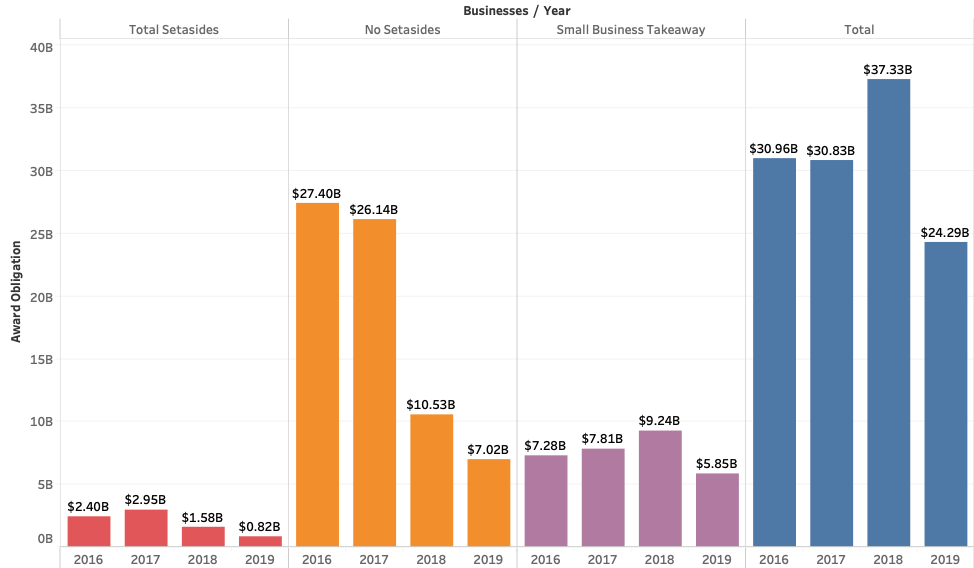 Businesses / Year
Total Setasides No Setasides Small Business Takeaway Total
Award Obligation
40B
35B
30B
25B
20B
15B
10B
5B
0B
$2.40B
$2.95B
$1.58B
$0.82B
$27.40B
$26.14B
$10.53B
$7.02B
$7.28B
$7.81B
$9.24B
$5.85B
$30.96B
$30.83B
$37.33B
$24.29B
2016 2017 2018 2019 2016 2017 2018 2019 2016 2017 2018 2019 2016 2017 2018 2019